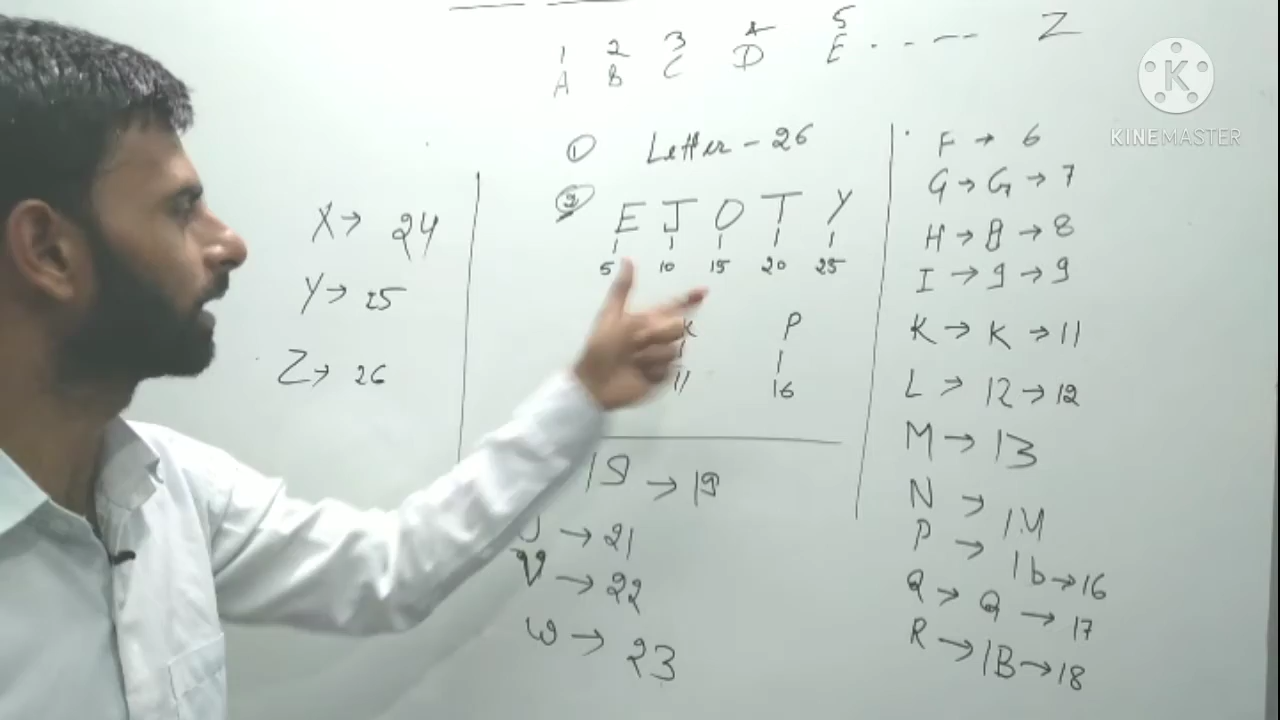 1 2 3 4 5
A B C D E . - -- Z
KINEMASTER
① Letter - 26
② E J O T Y
5 10 15 20 25
K P
11 16
X → 24
Y → 25
Z → 26
1S → 19
U → 21
V → 22
W → 23
F → 6
G → G → 7
H → 8 → 8
I → 9 → 9
K → K → 11
L → 12 → 12
M → 13
N → 1M
P → 1b → 16
Q → Q → 17
R → 1B → 18